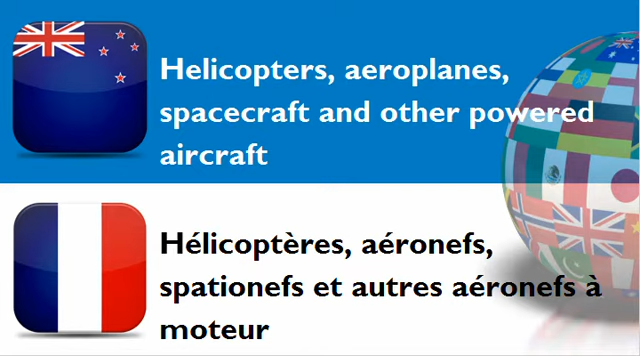 Helicopters, aeroplanes,
spacecraft and other powered
aircraft
Hélicoptères, aéronefs,
spationefs et autres aéronefs à
moteur